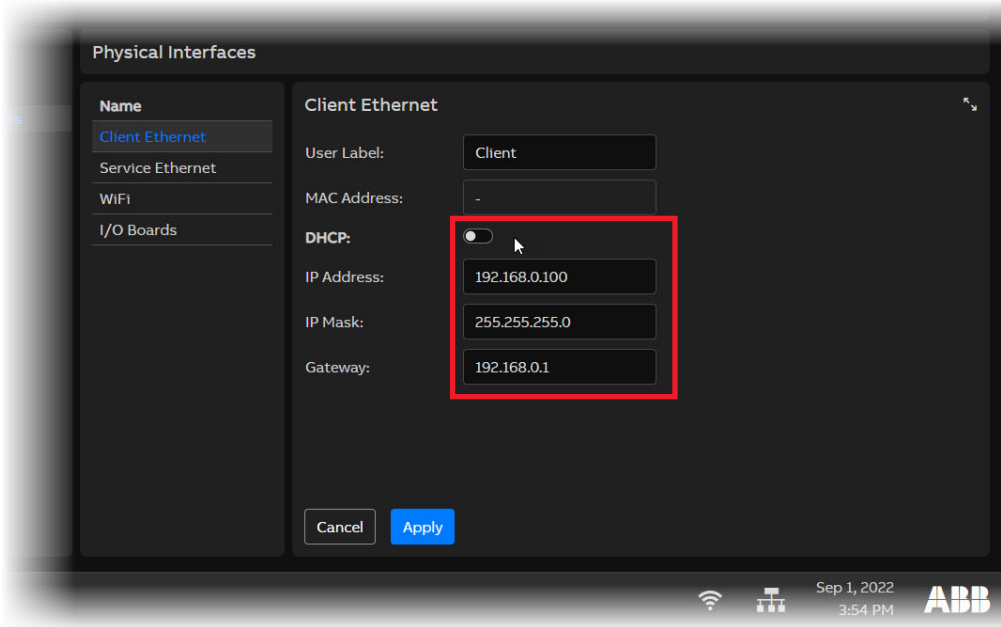 Physical Interfaces
Name
Client Ethernet
Service Ethernet
WiFi
I/O Boards
Client Ethernet
User Label: Client
MAC Address: -
DHCP:
IP Address: 192.168.0.100
IP Mask: 255.255.255.0
Gateway: 192.168.0.1
Cancel Apply
Sep 1, 2022
3:54 PM
ABB